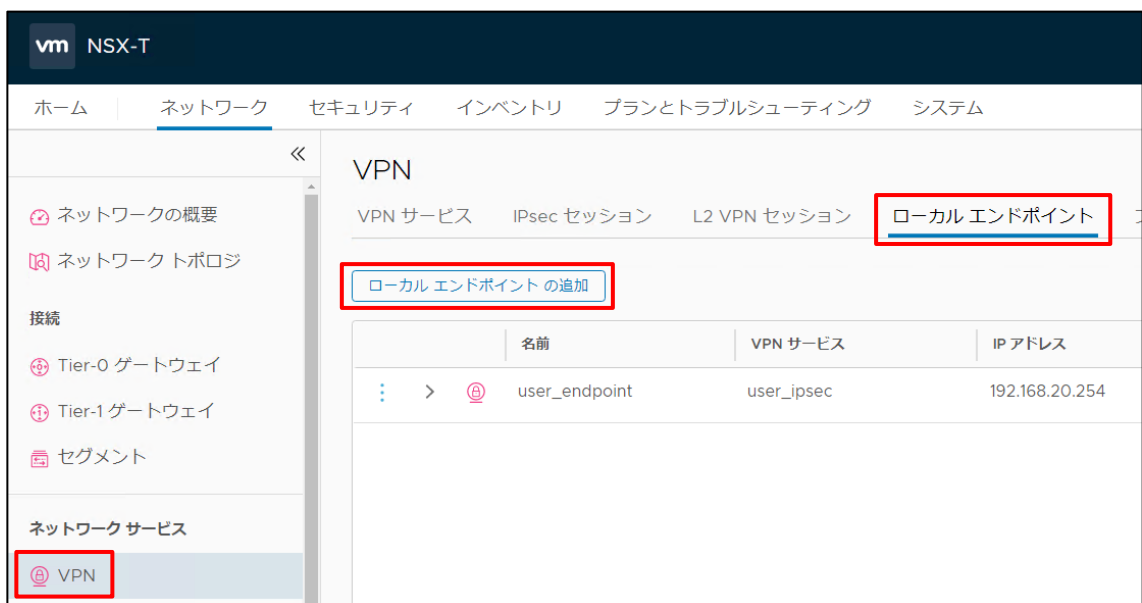 vm NSX-T
ホーム ネットワーク セキュリティ インベントリ プランとトラブルシューティング システム
ネットワークの概要
ネットワーク トポロジ
接続
Tier-0 ゲートウェイ
Tier-1 ゲートウェイ
セグメント
ネットワーク サービス
VPN
VPN
VPN サービス IPsec セッション L2 VPN セッション ローカル エンドポイント
ローカル エンドポイント の追加
名前 VPN サービス IP アドレス
user_endpoint user_ipsec 192.168.20.254